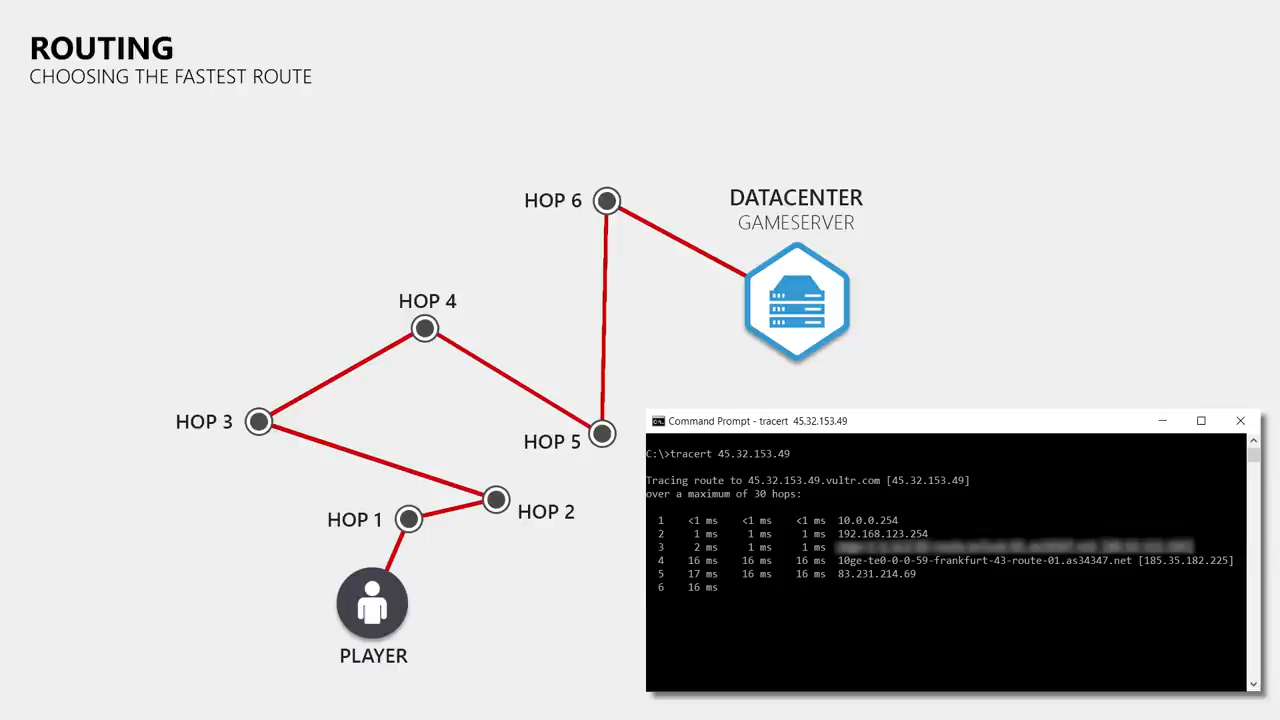 ROUTING
CHOOSING THE FASTEST ROUTE
HOP 6
DATACENTER
GAMESERVER
HOP 4
HOP 3
HOP 5
HOP 1
HOP 2
PLAYER
Command Prompt - tracert 45.32.153.49
C:\>tracert 45.32.153.49
Tracing route to 45.32.153.49.vultr.com [45.32.153.49]
over a maximum of 30 hops:
1 <1 ms <1 ms <1 ms 10.0.0.254
2 1 ms 1 ms 1 ms 192.168.123.254
3 2 ms 1 ms 1 ms
4 16 ms 16 ms 16 ms 10ge-te0-0-0-59-frankfurt-43-route-01.as34347.net [185.35.182.225]
5 17 ms 16 ms 16 ms 83.231.214.69
6 16 ms